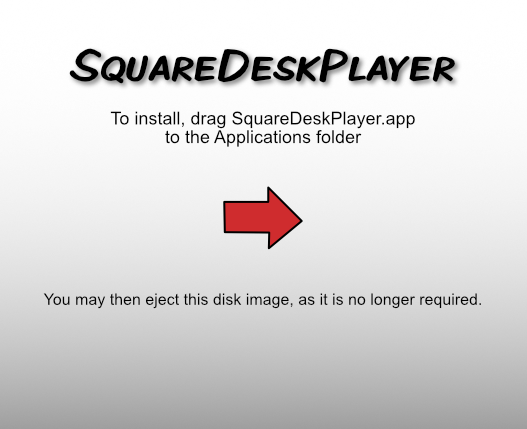 SquareDeskPlayer
To install, drag SquareDeskPlayer.app
to the Applications folder
You may then eject this disk image, as it is no longer required.